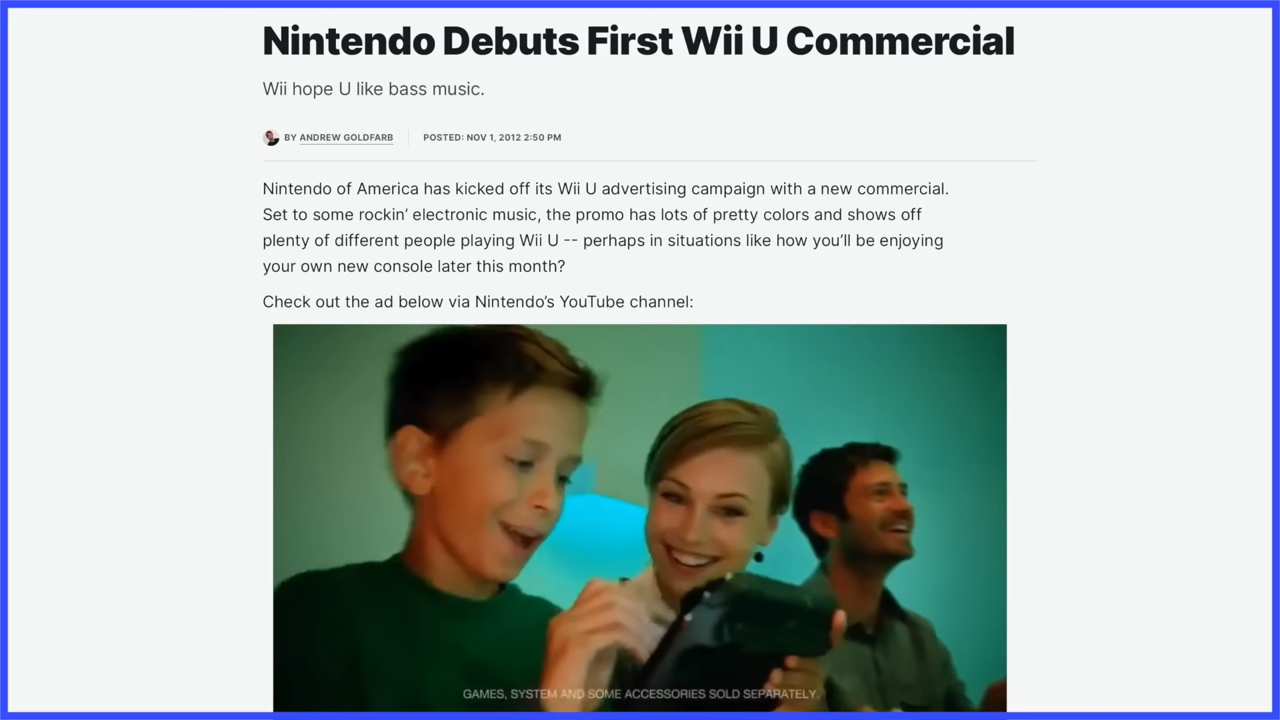 Nintendo Debuts First Wii U Commercial
Wii hope U like bass music.
BY ANDREW GOLDFARB POSTED: NOV 1, 2012 2:50 PM
Nintendo of America has kicked off its Wii U advertising campaign with a new commercial.
Set to some rockin’ electronic music, the promo has lots of pretty colors and shows off
plenty of different people playing Wii U -- perhaps in situations like how you’ll be enjoying
your own new console later this month?
Check out the ad below via Nintendo’s YouTube channel:
GAMES, SYSTEM AND SOME ACCESSORIES SOLD SEPARATELY.